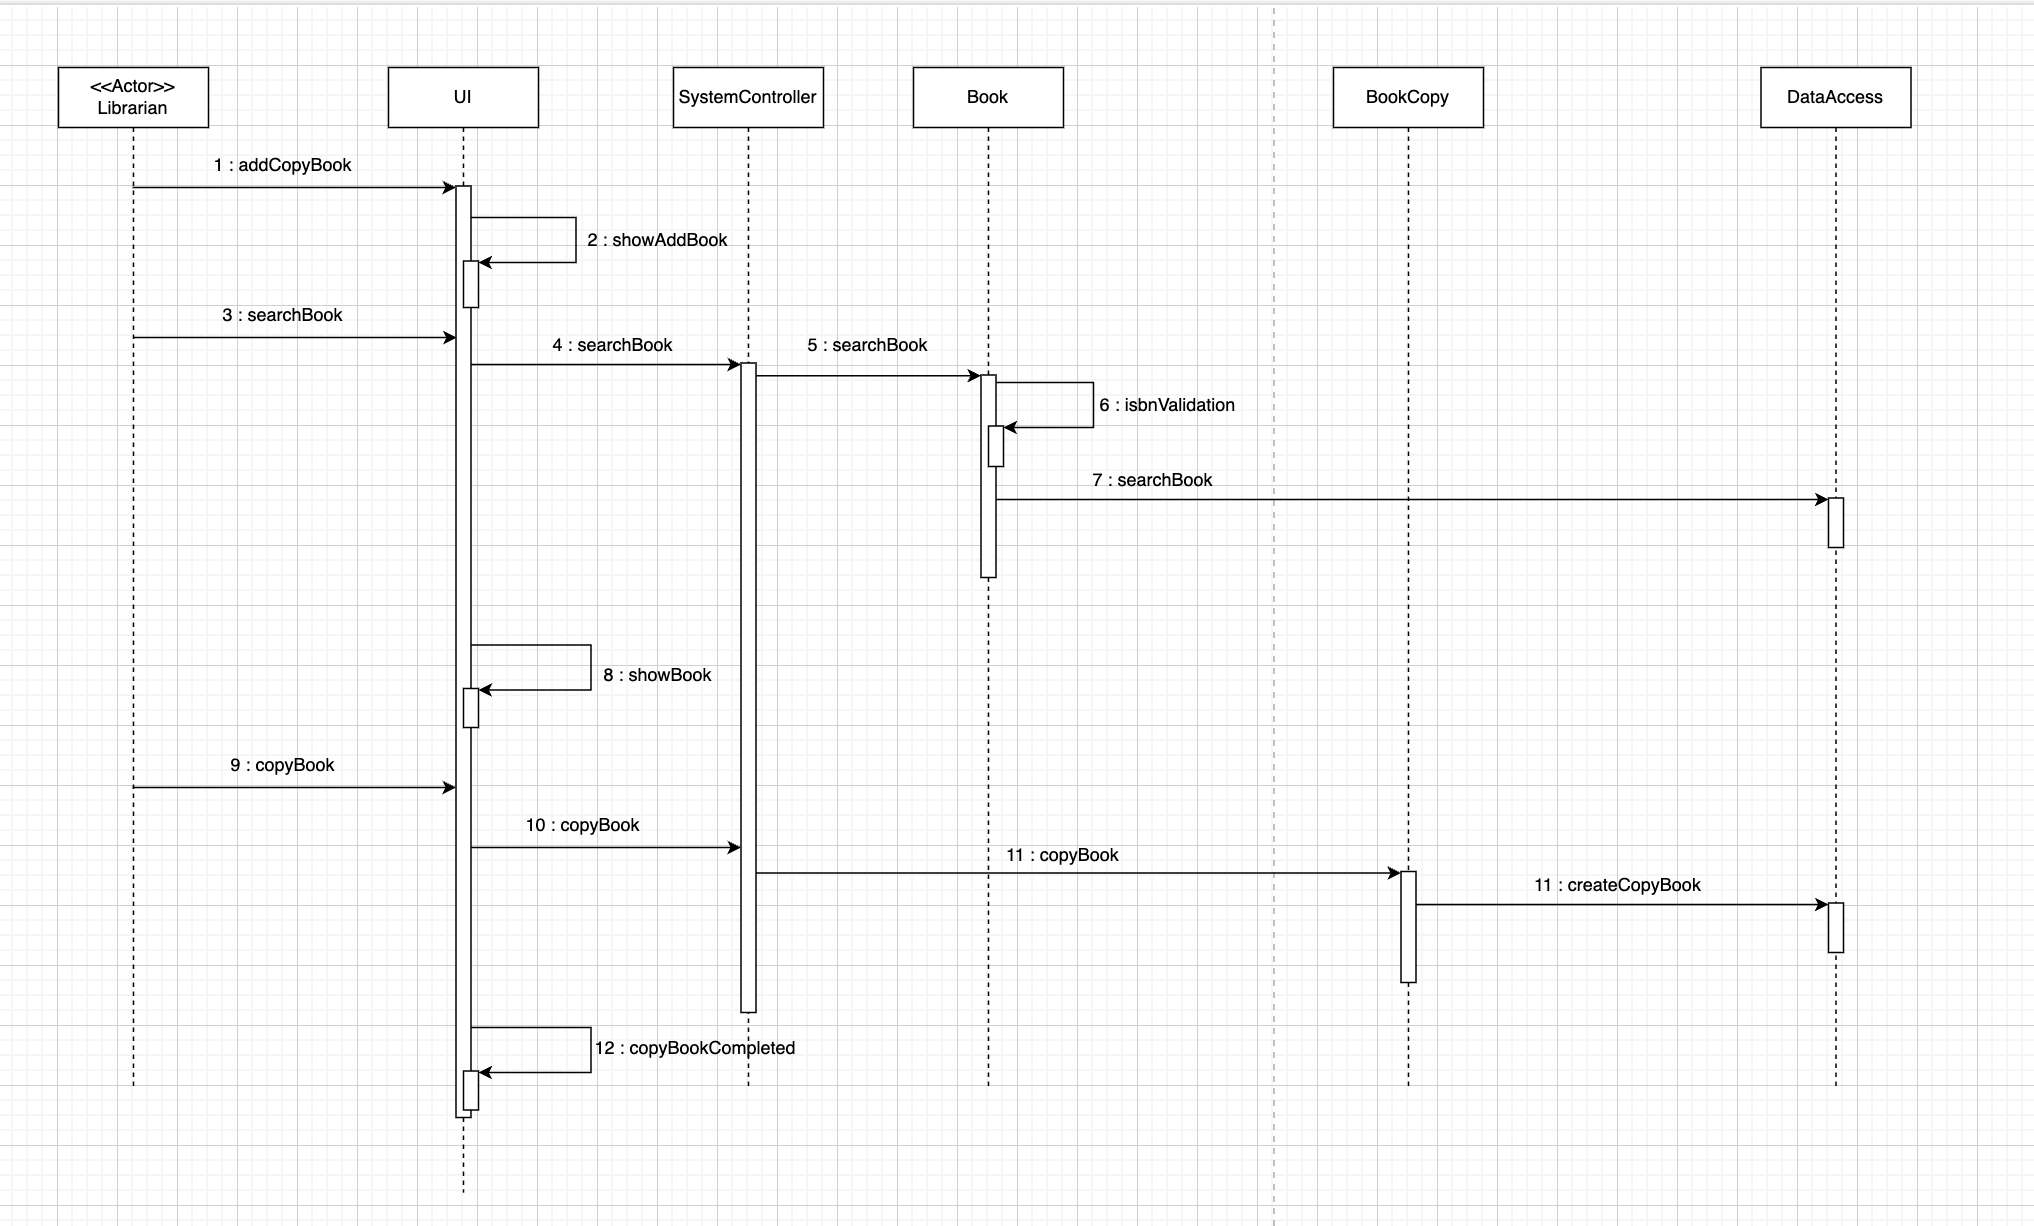 <<Actor>>
Librarian
UI
SystemController
Book
BookCopy
DataAccess
1 : addCopyBook
2 : showAddBook
3 : searchBook
4 : searchBook
5 : searchBook
6 : isbnValidation
7 : searchBook
8 : showBook
9 : copyBook
10 : copyBook
11 : copyBook
11 : createCopyBook
12 : copyBookCompleted